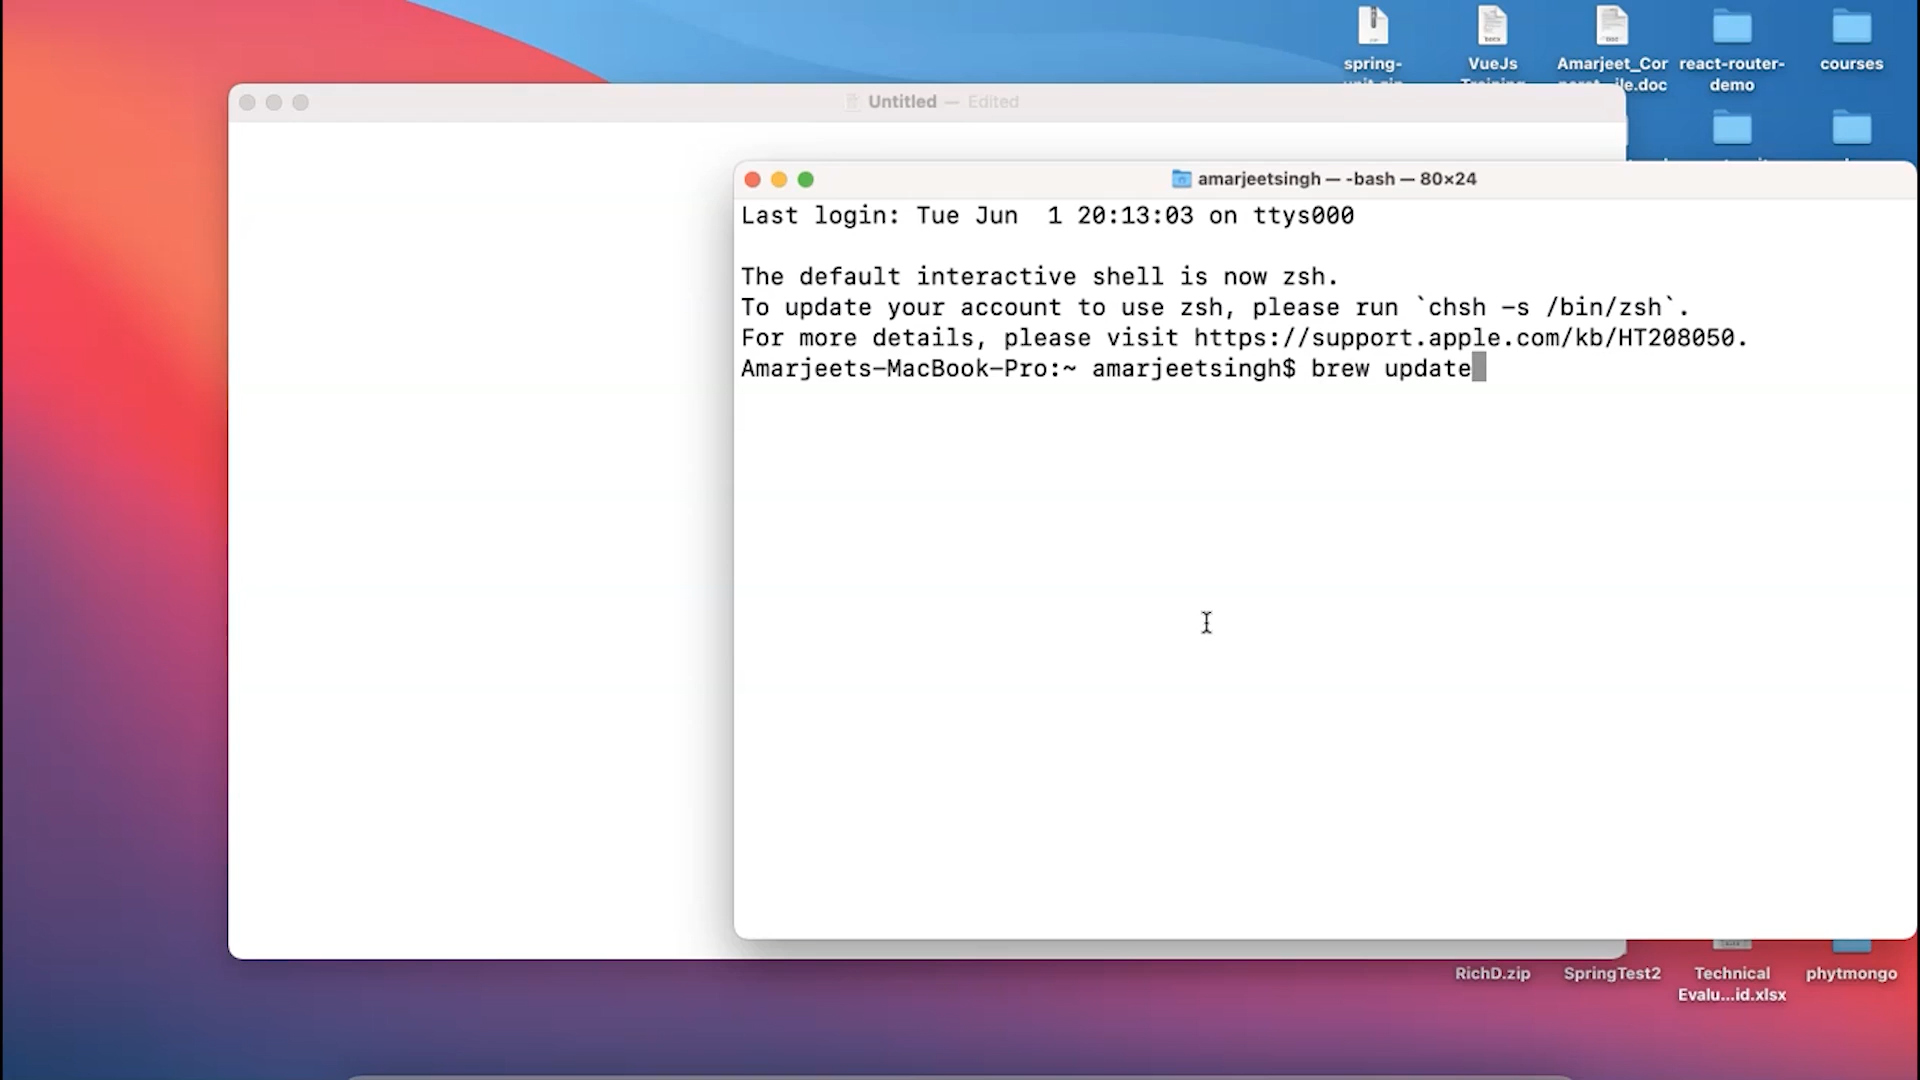 spring-
VueJs
Amarjeet_Cor
react-router-
demo
courses
ile.doc
Untitled — Edited
amarjeetsingh — -bash — 80×24
Last login: Tue Jun  1 20:13:03 on ttys000
The default interactive shell is now zsh.
To update your account to use zsh, please run `chsh -s /bin/zsh`.
For more details, please visit https://support.apple.com/kb/HT208050.
Amarjeets-MacBook-Pro:~ amarjeetsingh$ brew update
RichD.zip
SpringTest2
Technical
Evalu...id.xlsx
phytmongo